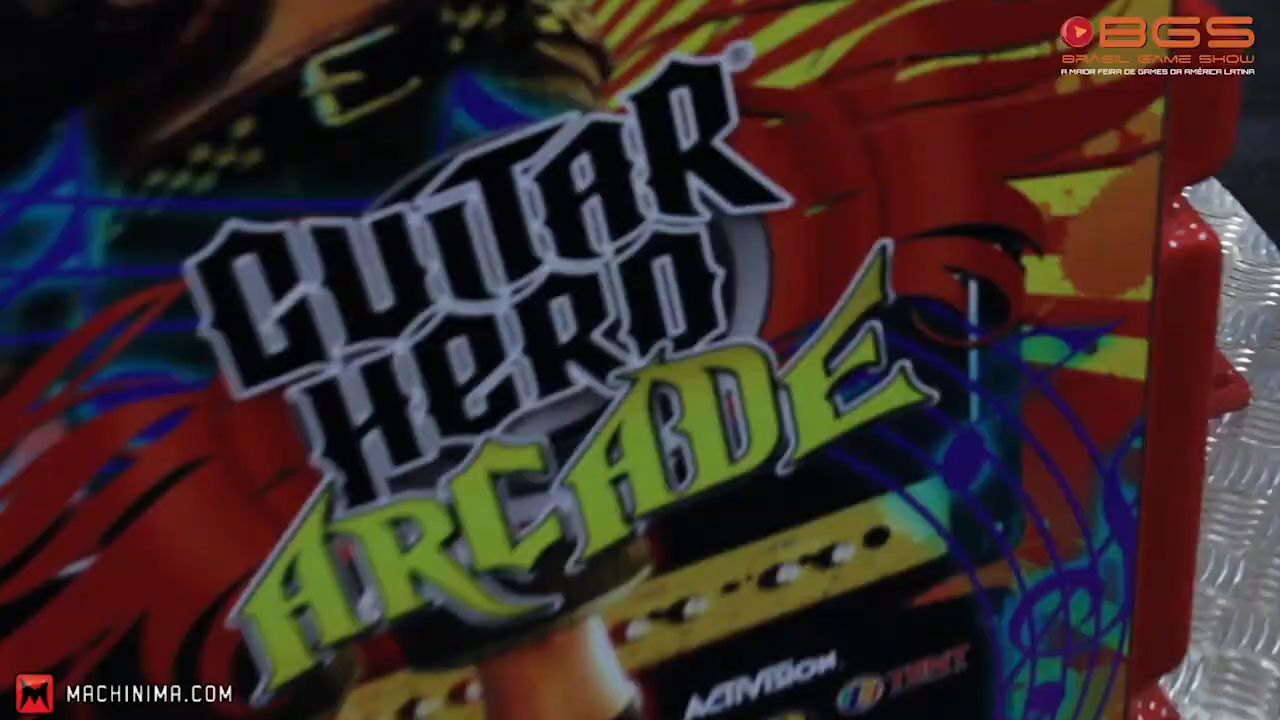 BGS
BRASIL GAME SHOW
A MAIOR FEIRA DE GAMES DA AMÉRICA LATINA
GUITAR
HERO
ARCADE
ACTIVISION
MACHINIMA.COM